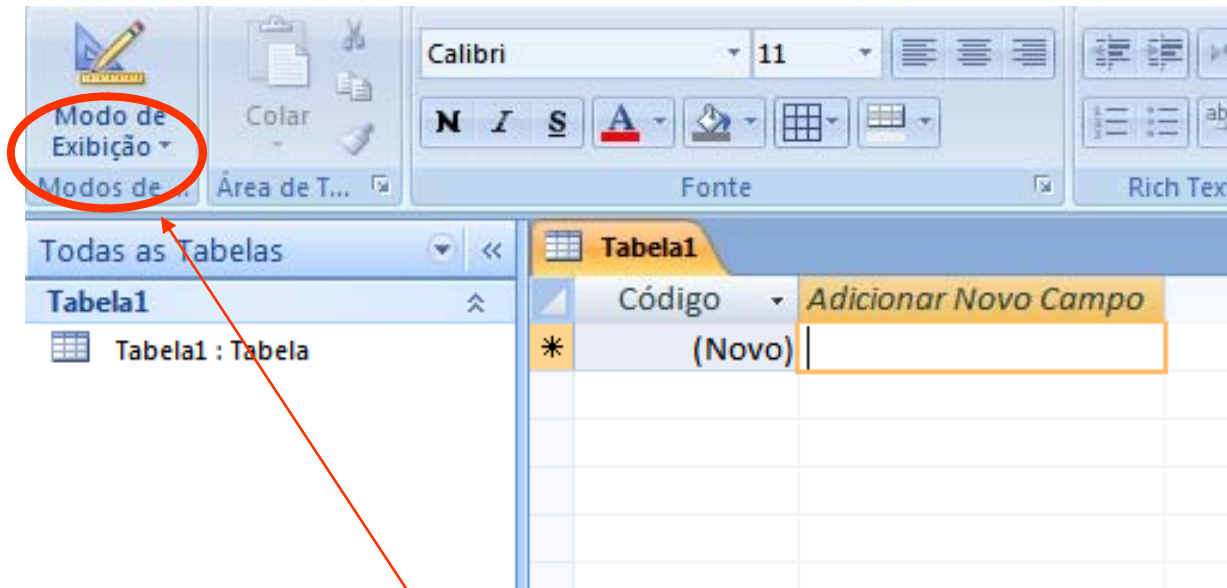 Calibri 11
Modo de
Exibição
Colar
N I S A ab
Modos de ... Área de T... Fonte Rich Tex
Todas as Tabelas
Tabela1
Tabela1
Código Adicionar Novo Campo
Tabela1 : Tabela
(Novo)